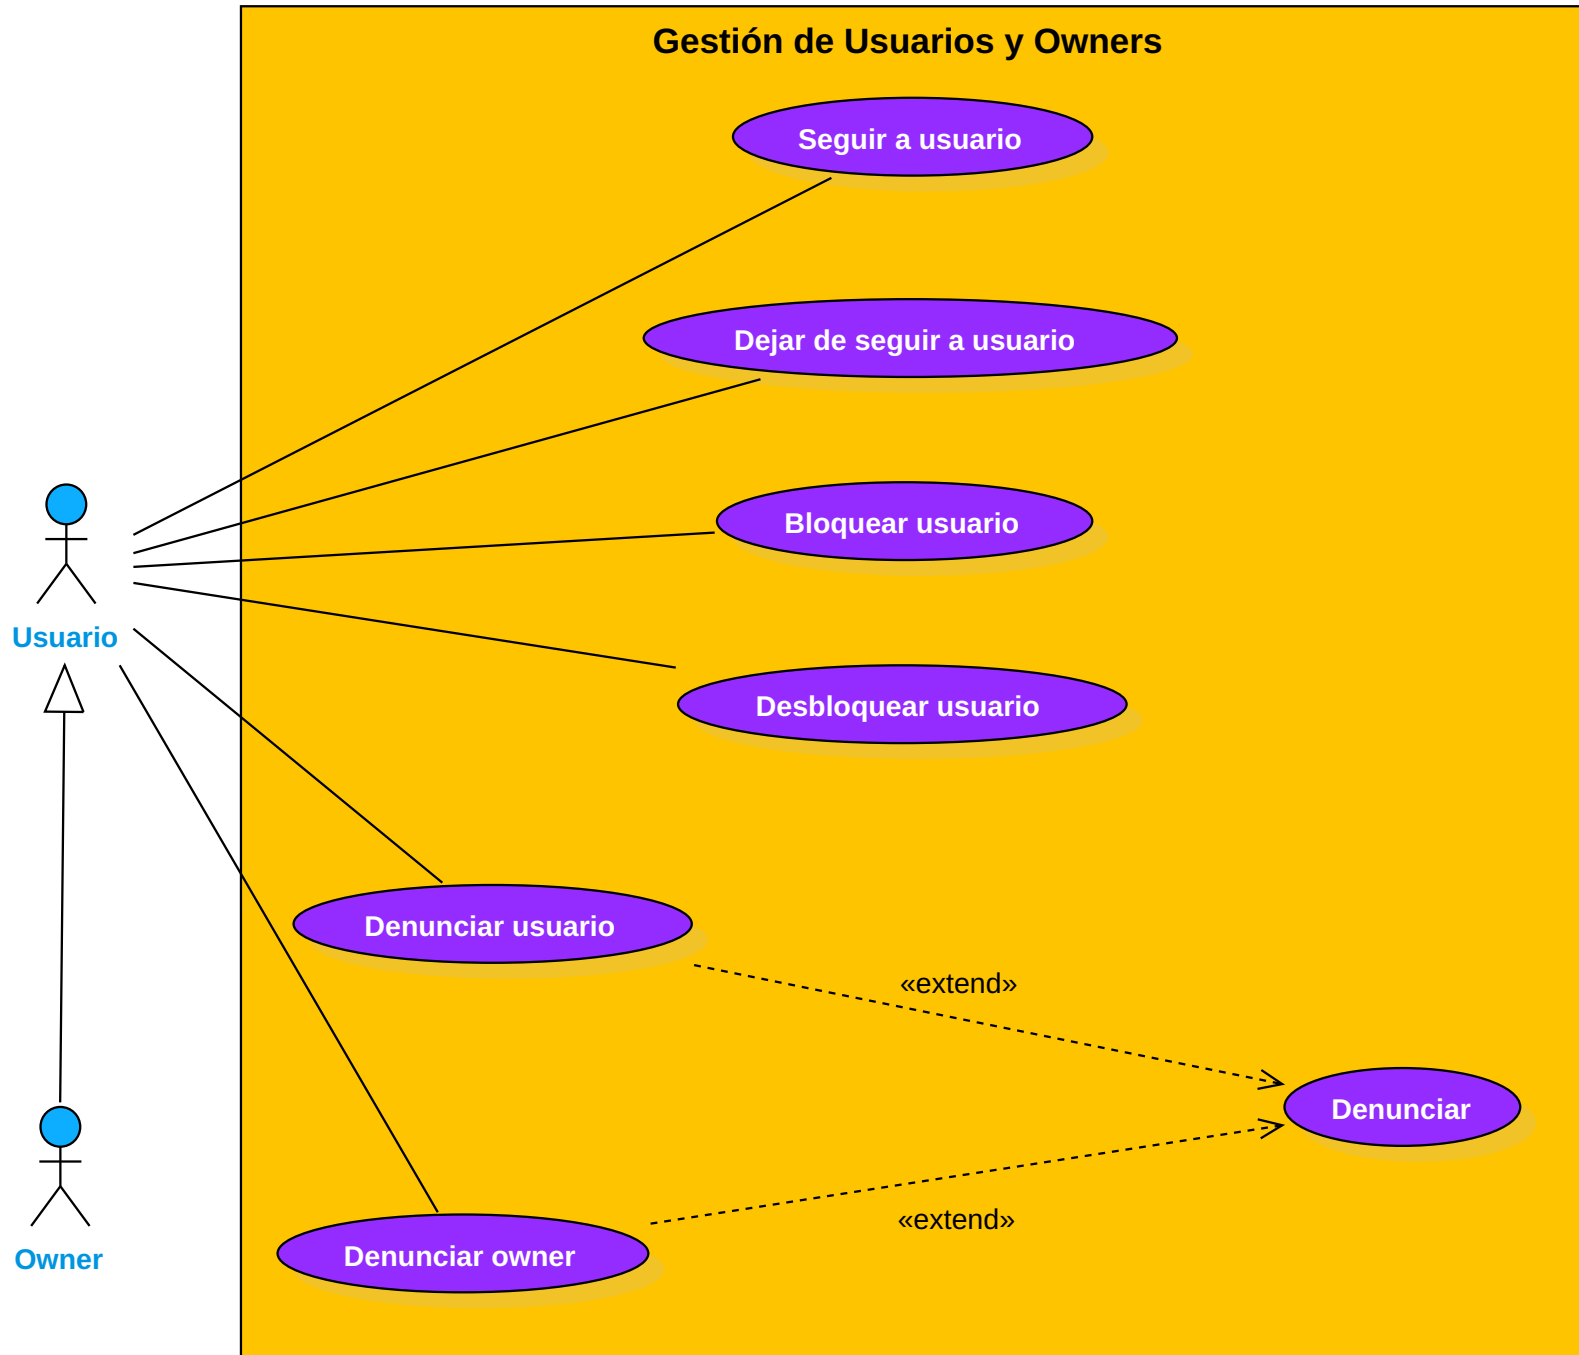 Gestión de Usuarios y Owners
Seguir a usuario
Dejar de seguir a usuario
Bloquear usuario
Usuario
Desbloquear usuario
Denunciar usuario
«extend»
Denunciar
«extend»
Denunciar owner
Owner